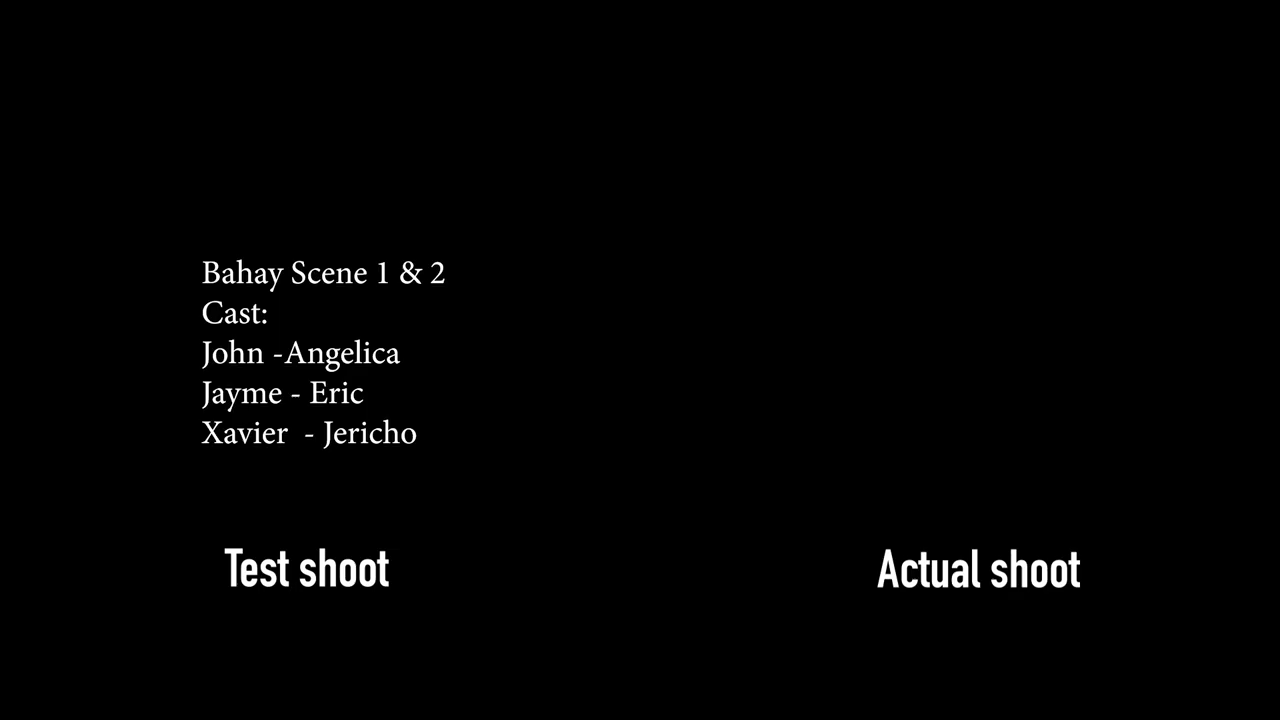 Bahay Scene 1 & 2
Cast:
John -Angelica
Jayme - Eric
Xavier  - Jericho
Test shoot
Actual shoot